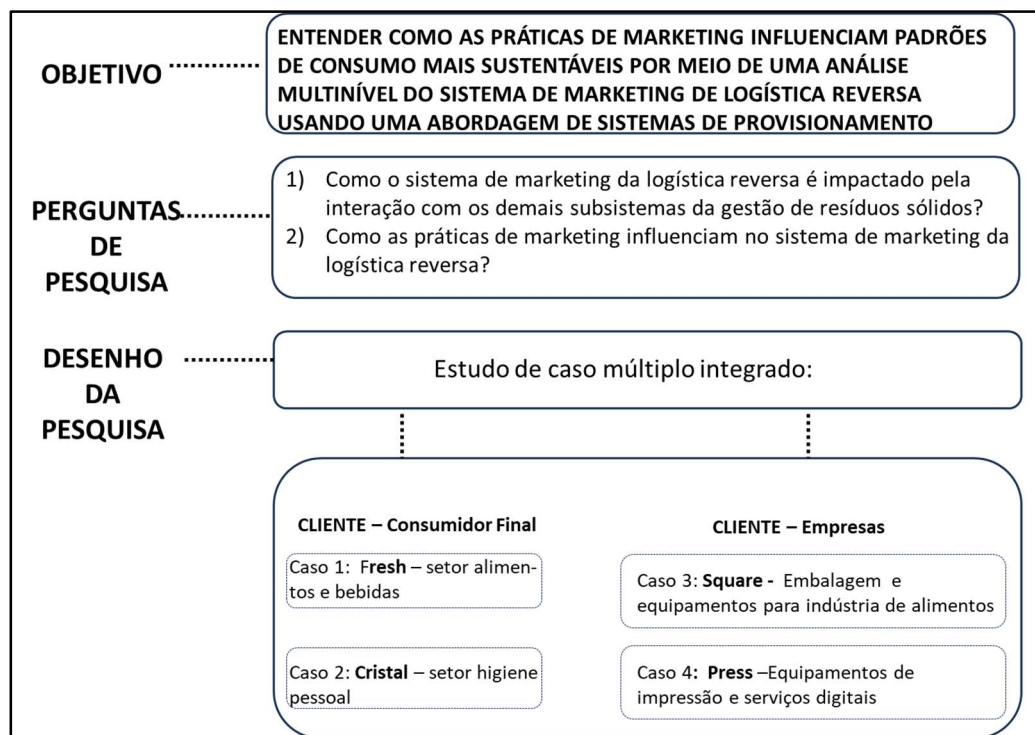 OBJETIVO
ENTENDER COMO AS PRÁTICAS DE MARKETING INFLUENCIAM PADRÕES
DE CONSUMO MAIS SUSTENTÁVEIS POR MEIO DE UMA ANÁLISE
MULTINÍVEL DO SISTEMA DE MARKETING DE LOGÍSTICA REVERSA
USANDO UMA ABORDAGEM DE SISTEMAS DE PROVISIONAMENTO
PERGUNTAS
DE
PESQUISA
1) Como o sistema de marketing da logística reversa é impactado pela
interação com os demais subsistemas da gestão de resíduos sólidos?
2) Como as práticas de marketing influenciam no sistema de marketing da
logística reversa?
DESENHO
DA
PESQUISA
Estudo de caso múltiplo integrado:
CLIENTE – Consumidor Final
Caso 1: Fresh – setor alimen-
tos e bebidas
Caso 2: Cristal – setor higiene
pessoal
CLIENTE – Empresas
Caso 3: Square - Embalagem e
equipamentos para indústria de alimentos
Caso 4: Press –Equipamentos de
impressão e serviços digitais